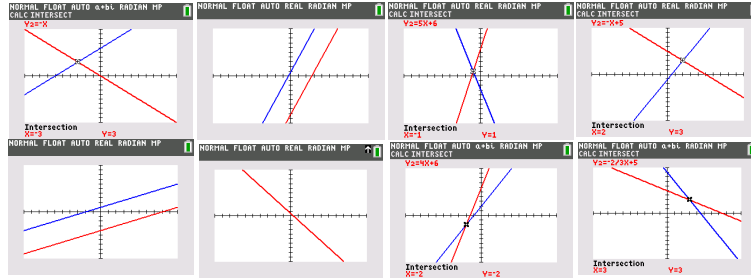 NORMAL FLOAT AUTO a+bi RADIAN MP
CALC INTERSECT
Y2=-X
Intersection
X=-3 Y=3
NORMAL FLOAT AUTO REAL RADIAN MP
NORMAL FLOAT AUTO REAL RADIAN MP
CALC INTERSECT
Y2=5X+6
Intersection
X=-1 Y=1
NORMAL FLOAT AUTO a+bi RADIAN MP
CALC INTERSECT
Y2=-X+5
Intersection
X=2 Y=3
NORMAL FLOAT AUTO REAL RADIAN MP
NORMAL FLOAT AUTO REAL RADIAN MP
NORMAL FLOAT AUTO a+bi RADIAN MP
CALC INTERSECT
Y2=4X+6
Intersection
X=-2 Y=-2
NORMAL FLOAT AUTO a+bi RADIAN MP
CALC INTERSECT
Y2=-2/3X+5
Intersection
X=3 Y=3